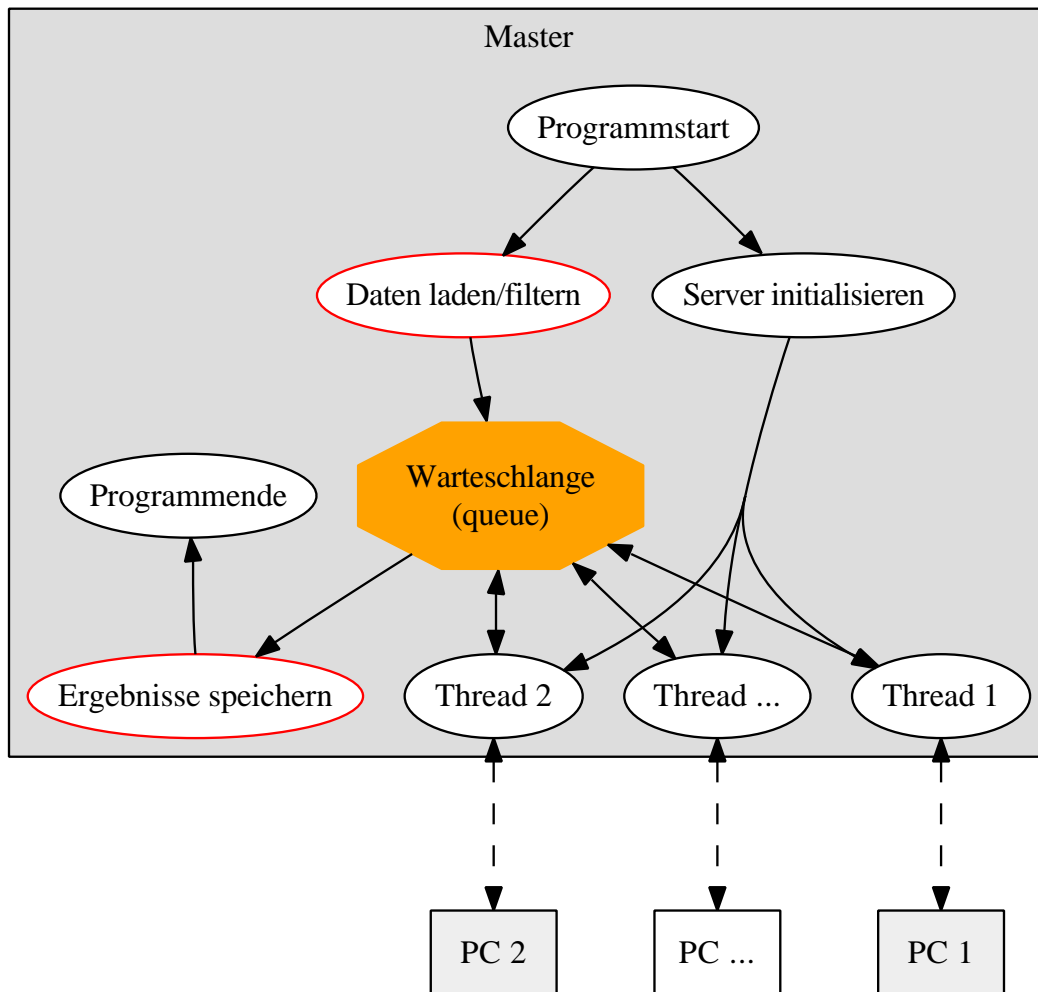 Master
Programmstart
Daten laden/filtern
Server initialisieren
Warteschlange
(queue)
Programmende
Ergebnisse speichern
Thread 2
Thread ...
Thread 1
PC 2
PC ...
PC 1